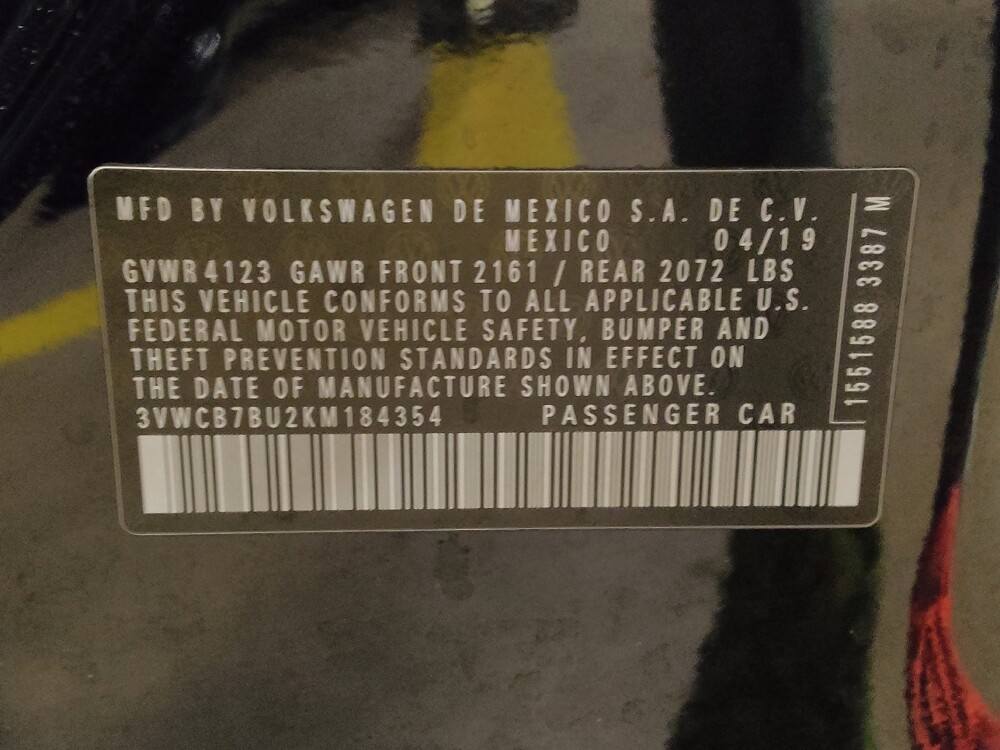 MFD BY VOLKSWAGEN DE MEXICO S.A. DE C.V.
MEXICO 04/19
GVWR 4123 GAWR FRONT 2161 / REAR 2072 LBS
THIS VEHICLE CONFORMS TO ALL APPLICABLE U.S.
FEDERAL MOTOR VEHICLE SAFETY, BUMPER AND
THEFT PREVENTION STANDARDS IN EFFECT ON
THE DATE OF MANUFACTURE SHOWN ABOVE.
3VWCB7BU2KM184354 PASSENGER CAR
1551588 3387 M